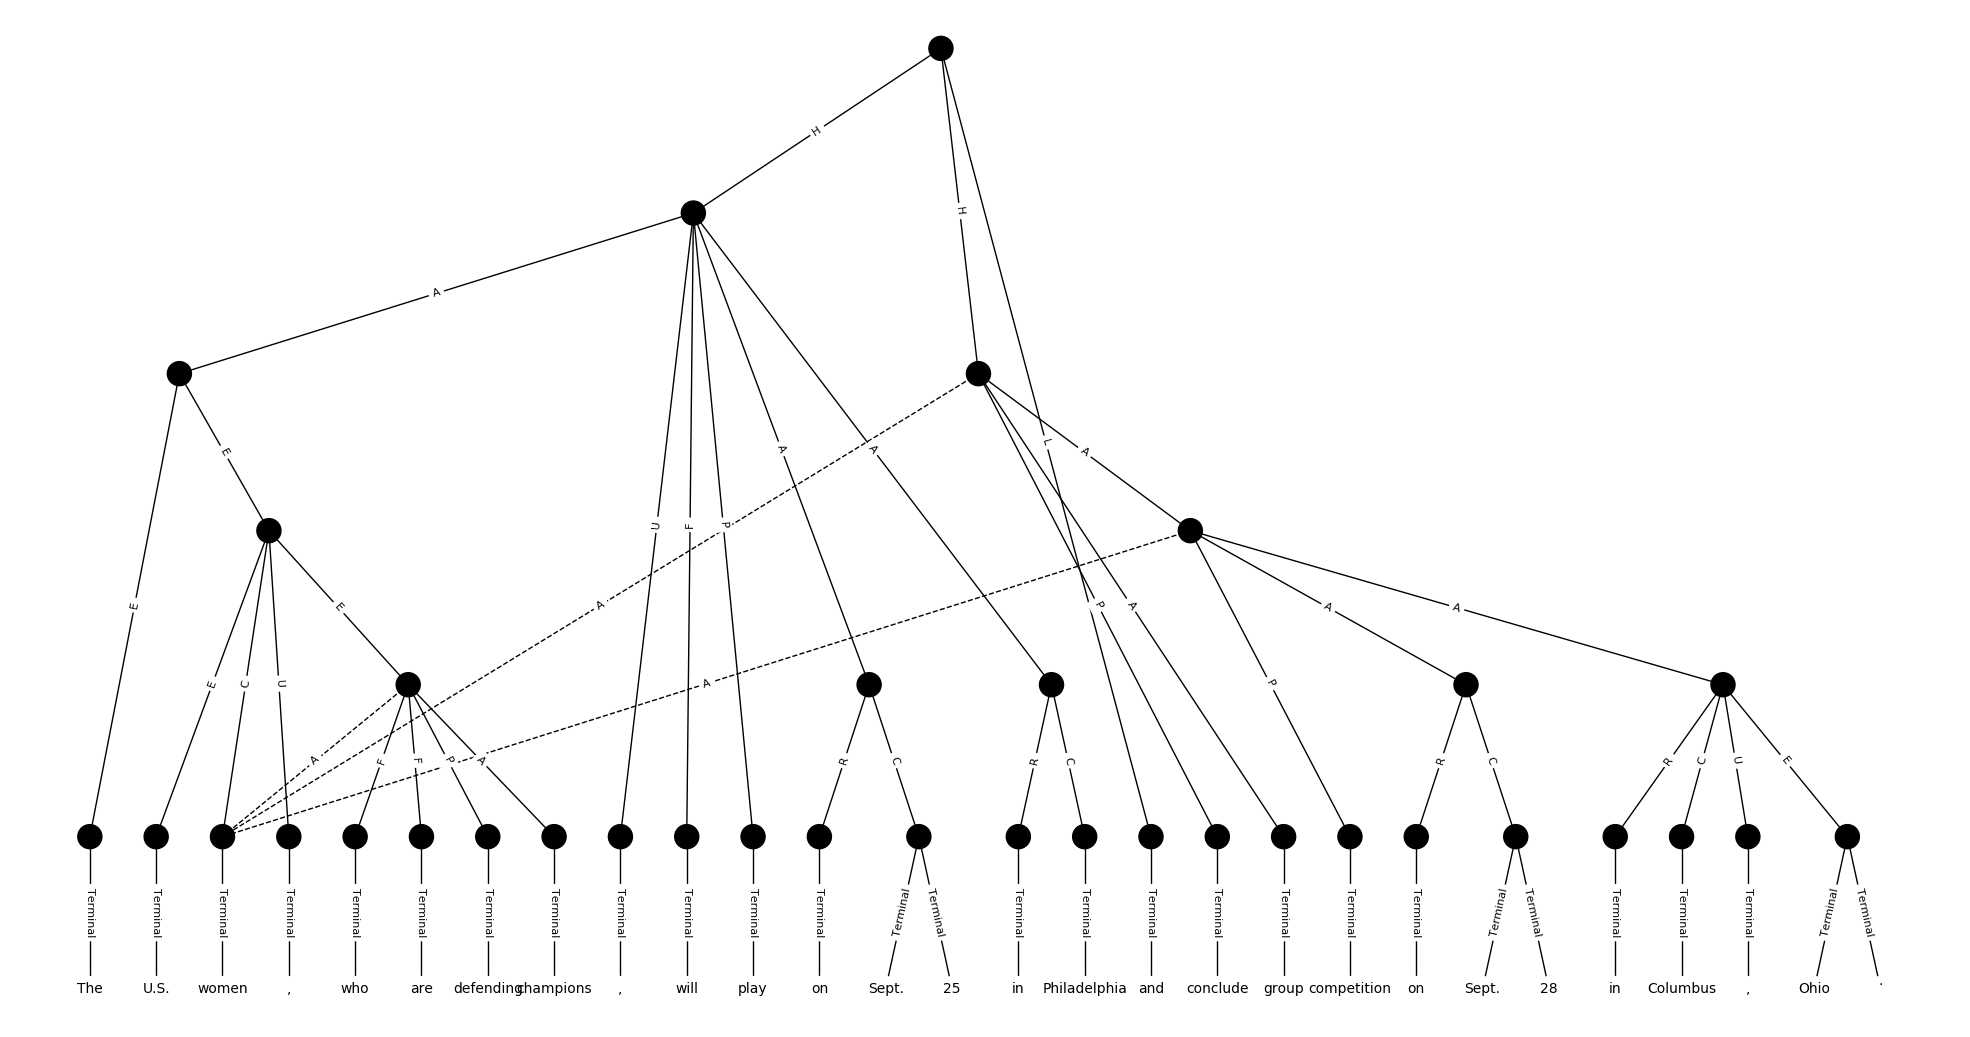 H
H
A
L
E
A
A
A
U
F
P
E
E
A
P
A
A
A
E
C
U
A
P
A
F
F
P
A
R
C
R
C
R
C
R
C
U
E
Terminal Terminal Terminal Terminal Terminal Terminal Terminal Terminal Terminal Terminal Terminal Terminal Terminal Terminal Terminal Terminal Terminal Terminal Terminal Terminal Terminal Terminal Terminal Terminal Terminal Terminal Terminal Terminal
The U.S. women , who are defending champions , will play on Sept. 25 in Philadelphia and conclude group competition on Sept. 28 in Columbus , Ohio .